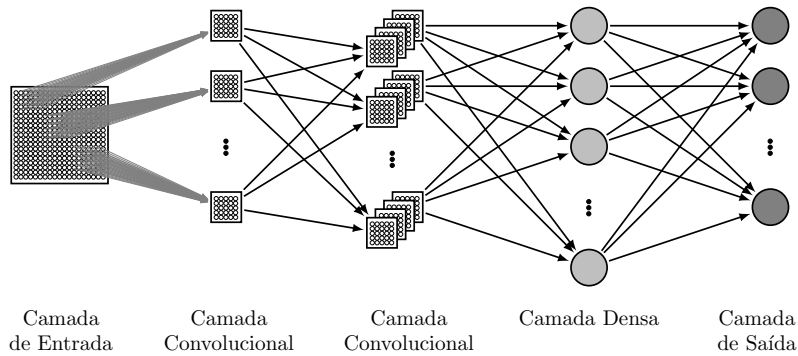 Camada
de Entrada
Camada
Convolucional
Camada
Convolucional
Camada Densa
Camada
de Saída